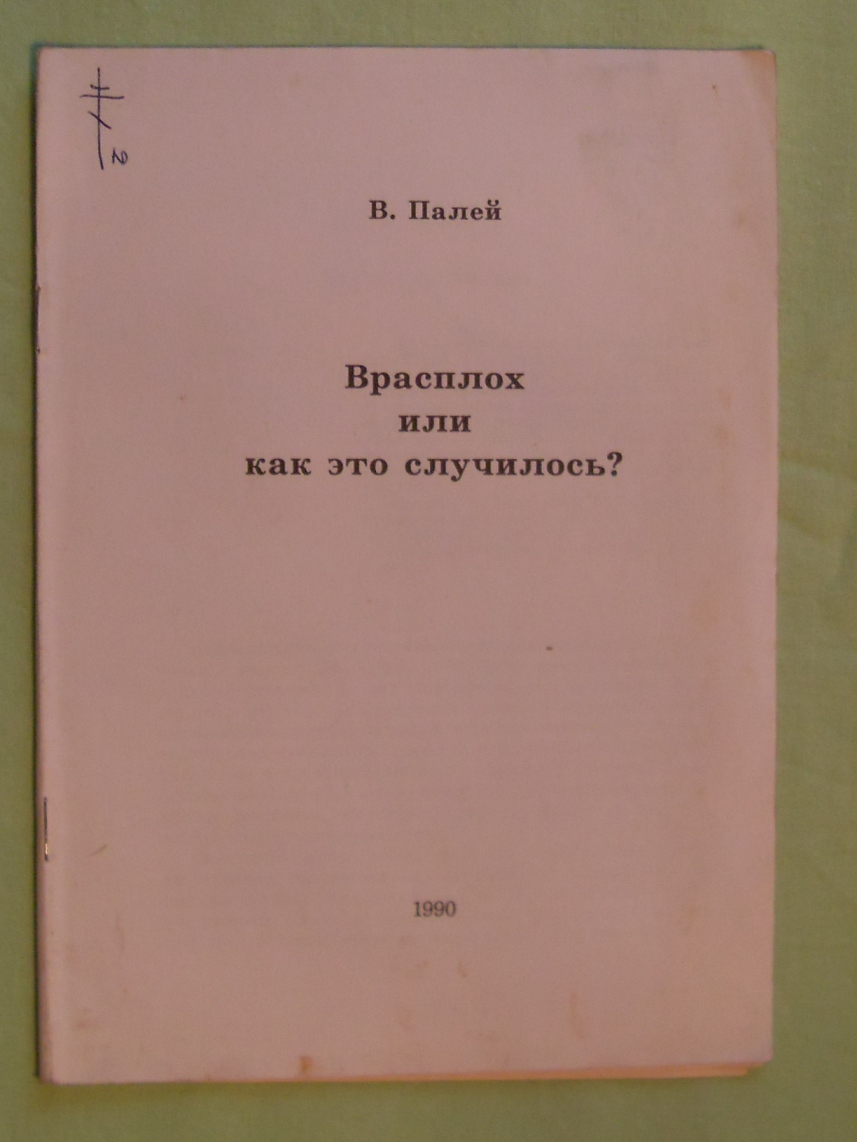 В. Палей
Врасплох
или
как это случилось?
1990